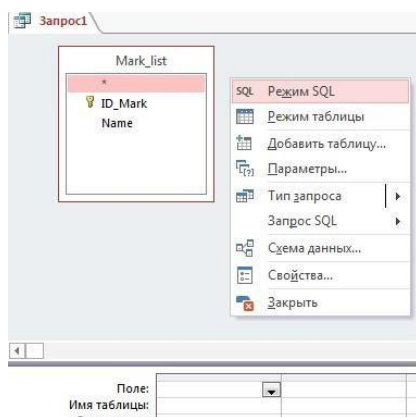 Запрос1
Mark_list
*
ID_Mark
Name
SQL Режим SQL
Режим таблицы
Добавить таблицу...
Параметры...
Тип запроса
Запрос SQL
Схема данных...
Свойства...
Закрыть
Поле:
Имя таблицы: